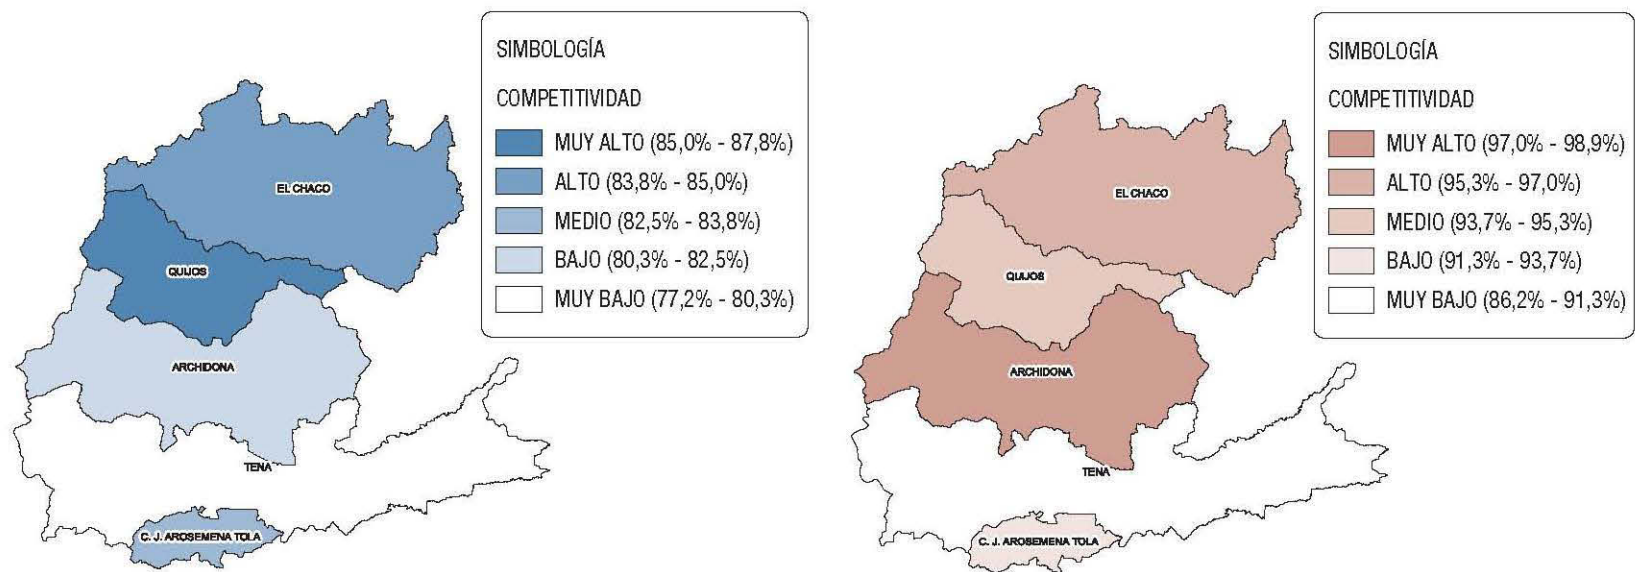 SIMBOLOGÍA
COMPETITIVIDAD
MUY ALTO (85,0% - 87,8%)
ALTO (83,8% - 85,0%)
MEDIO (82,5% - 83,8%)
BAJO (80,3% - 82,5%)
MUY BAJO (77,2% - 80,3%)
EL CHACO
QUIJOS
ARCHIDONA
TENA
C. J. AROSEMENA TOLA
SIMBOLOGÍA
COMPETITIVIDAD
MUY ALTO (97,0% - 98,9%)
ALTO (95,3% - 97,0%)
MEDIO (93,7% - 95,3%)
BAJO (91,3% - 93,7%)
MUY BAJO (86,2% - 91,3%)
EL CHACO
QUIJOS
ARCHIDONA
TENA
C. J. AROSEMENA TOLA